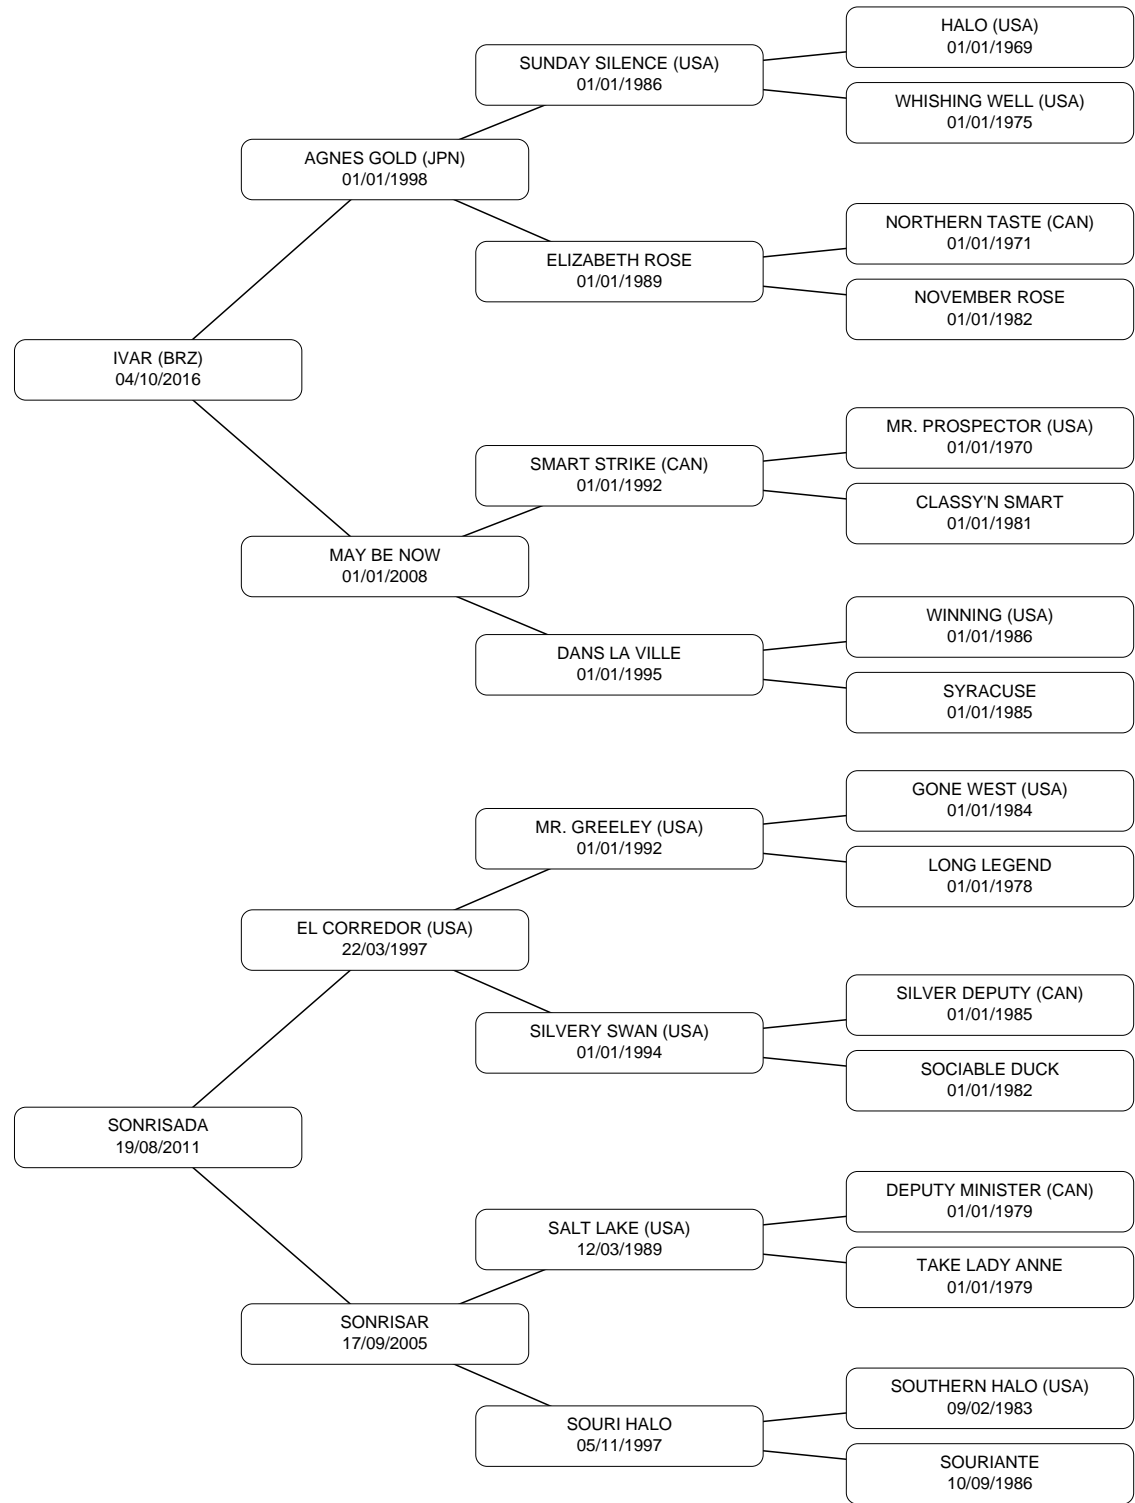 HALO (USA)
01/01/1969
SUNDAY SILENCE (USA)
01/01/1986
WHISHING WELL (USA)
01/01/1975
AGNES GOLD (JPN)
01/01/1998
NORTHERN TASTE (CAN)
01/01/1971
ELIZABETH ROSE
01/01/1989
NOVEMBER ROSE
01/01/1982
IVAR (BRZ)
04/10/2016
MR. PROSPECTOR (USA)
01/01/1970
SMART STRIKE (CAN)
01/01/1992
CLASSY'N SMART
01/01/1981
MAY BE NOW
01/01/2008
WINNING (USA)
01/01/1986
DANS LA VILLE
01/01/1995
SYRACUSE
01/01/1985
GONE WEST (USA)
01/01/1984
MR. GREELEY (USA)
01/01/1992
LONG LEGEND
01/01/1978
EL CORREDOR (USA)
22/03/1997
SILVER DEPUTY (CAN)
01/01/1985
SILVERY SWAN (USA)
01/01/1994
SOCIABLE DUCK
01/01/1982
SONRISADA
19/08/2011
DEPUTY MINISTER (CAN)
01/01/1979
SALT LAKE (USA)
12/03/1989
TAKE LADY ANNE
01/01/1979
SONRISAR
17/09/2005
SOUTHERN HALO (USA)
09/02/1983
SOURI HALO
05/11/1997
SOURIANTE
10/09/1986